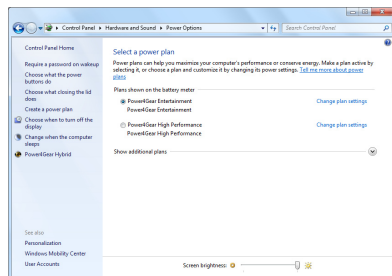 Control Panel ▸ Hardware and Sound ▸ Power Options
Search Control Panel
Control Panel Home
Require a password on wakeup
Choose what the power
buttons do
Choose what closing the lid
does
Create a power plan
Choose when to turn off the
display
Change when the computer
sleeps
Power4Gear Hybrid
See also
Personalization
Windows Mobility Center
User Accounts
Select a power plan
Power plans can help you maximize your computer's performance or conserve energy. Make a plan active by
selecting it, or choose a plan and customize it by changing its power settings. Tell me more about power
plans
Plans shown on the battery meter
Power4Gear Entertainment Change plan settings
Power4Gear Entertainment
Power4Gear High Performance Change plan settings
Power4Gear High Performance
Show additional plans
Screen brightness: